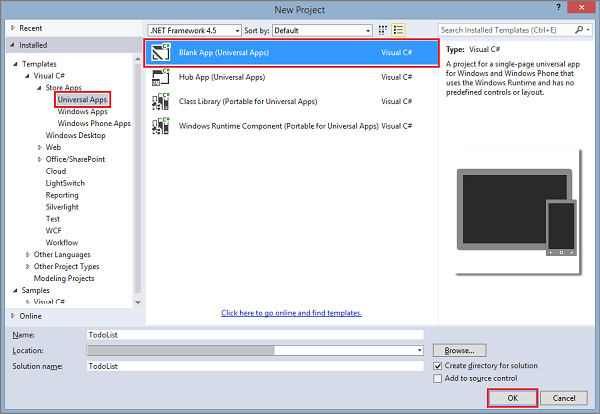 New Project
? ×
Recent
Installed
Templates
Visual C#
Store Apps
Universal Apps
Windows Apps
Windows Phone Apps
Windows Desktop
Web
Office/SharePoint
Cloud
LightSwitch
Reporting
Silverlight
Test
WCF
Workflow
Other Languages
Other Project Types
Modeling Projects
Samples
Visual C#
Online
.NET Framework 4.5 Sort by: Default
Blank App (Universal Apps) Visual C#
Hub App (Universal Apps) Visual C#
Class Library (Portable for Universal Apps) Visual C#
Windows Runtime Component (Portable for Universal Apps) Visual C#
Click here to go online and find templates.
Search Installed Templates (Ctrl+E)
Type: Visual C#
A project for a single-page universal app
for Windows and Windows Phone that
uses the Windows Runtime and has no
predefined controls or layout.
Name: TodoList
Location:
Browse...
Solution name: TodoList
Create directory for solution
Add to source control
OK Cancel